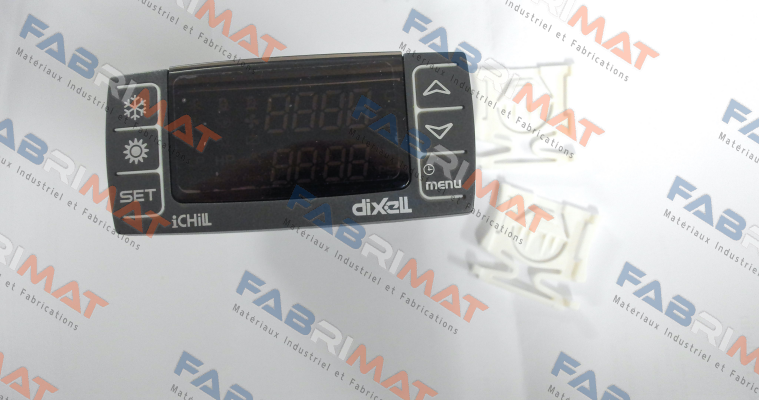 FABRIMAT
Matériaux Industriel et Fabrications
SET
iCHiLL
dixell
menu